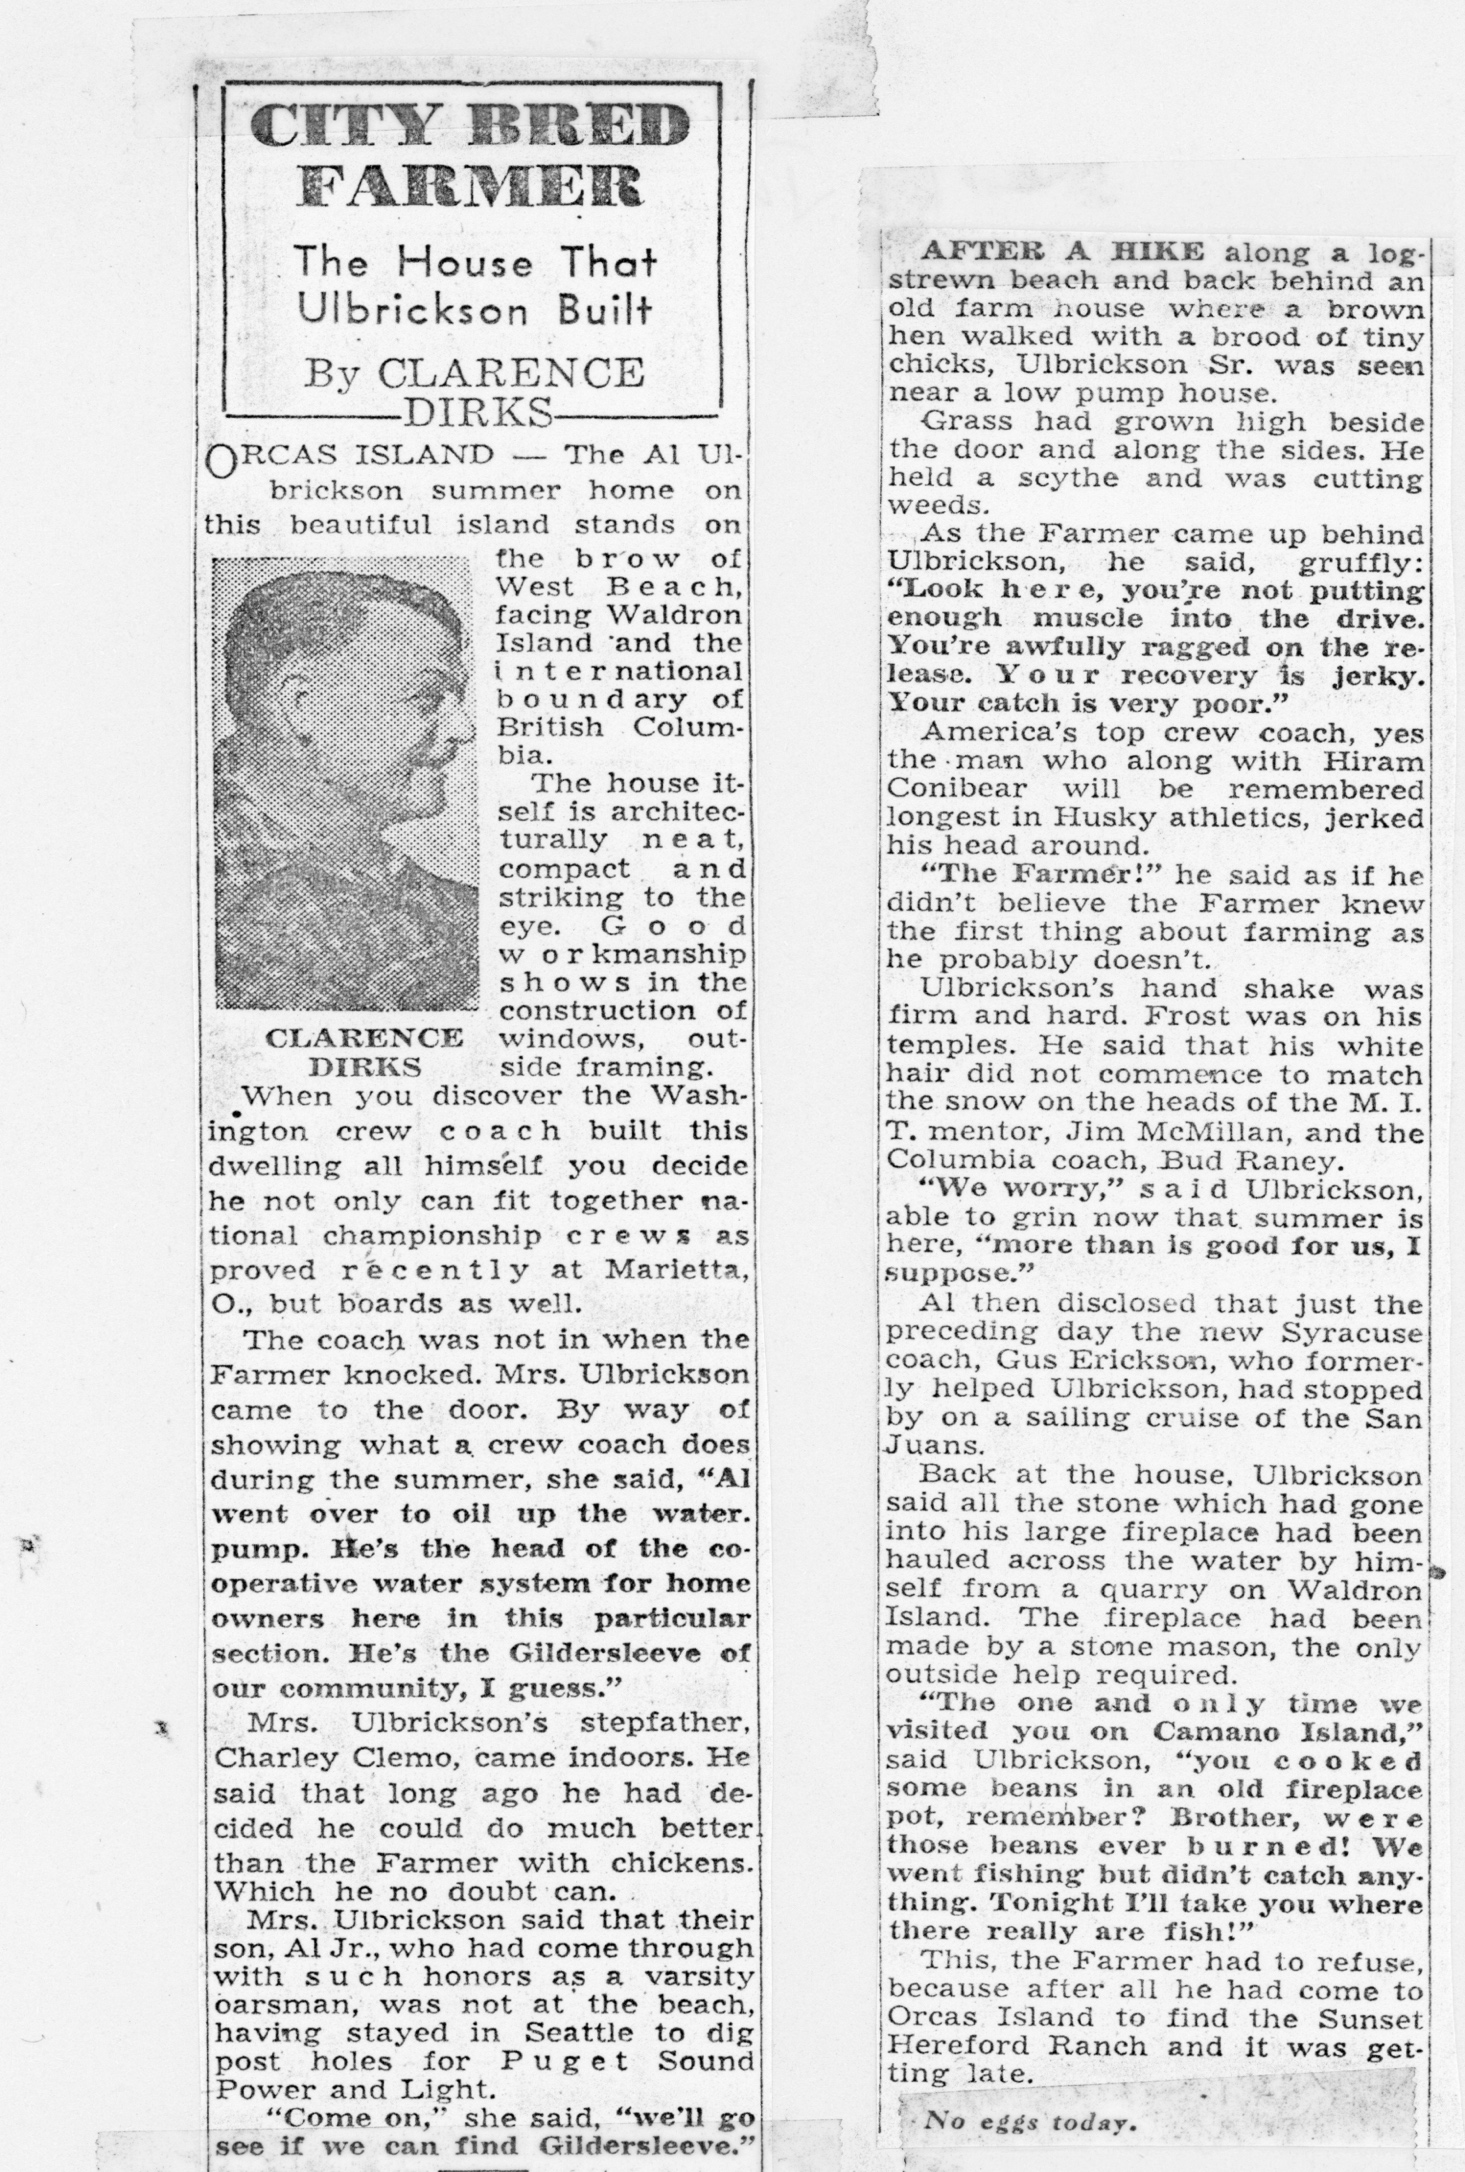 CITY BRED
FARMER
The House That
Ulbrickson Built
By CLARENCE
DIRKS
ORCAS ISLAND — The Al Ul-
brickson summer home on
this beautiful island stands on
the brow of
West Beach,
facing Waldron
Island and the
international
boundary of
British Colum-
bia.
The house it-
self is architec-
turally neat,
compact and
striking to the
eye. Good
workmanship
shows in the
construction of
windows, out-
side framing.
CLARENCE
DIRKS
When you discover the Wash-
ington crew coach built this
dwelling all himself you decide
he not only can fit together na-
tional championship crews as
proved recently at Marietta,
O., but boards as well.
The coach was not in when the
Farmer knocked. Mrs. Ulbrickson
came to the door. By way of
showing what a crew coach does
during the summer, she said, "Al
went over to oil up the water.
pump. He's the head of the co-
operative water system for home
owners here in this particular
section. He's the Gildersleeve of
our community, I guess."
Mrs. Ulbrickson's stepfather,
Charley Clemo, came indoors. He
said that long ago he had de-
cided he could do much better
than the Farmer with chickens.
Which he no doubt can.
Mrs. Ulbrickson said that their
son, Al Jr., who had come through
with such honors as a varsity
oarsman, was not at the beach,
having stayed in Seattle to dig
post holes for Puget Sound
Power and Light.
"Come on," she said, "we'll go
see if we can find Gildersleeve."
AFTER A HIKE along a log-
strewn beach and back behind an
old farm house where a brown
hen walked with a brood of tiny
chicks, Ulbrickson Sr. was seen
near a low pump house.
Grass had grown high beside
the door and along the sides. He
held a scythe and was cutting
weeds.
As the Farmer came up behind
Ulbrickson, he said, gruffly:
"Look here, you're not putting
enough muscle into the drive.
You're awfully ragged on the re-
lease. Your recovery is jerky.
Your catch is very poor."
America's top crew coach, yes
the man who along with Hiram
Conibear will be remembered
longest in Husky athletics, jerked
his head around.
"The Farmer!" he said as if he
didn't believe the Farmer knew
the first thing about farming as
he probably doesn't.
Ulbrickson's hand shake was
firm and hard. Frost was on his
temples. He said that his white
hair did not commence to match
the snow on the heads of the M. I.
T. mentor, Jim McMillan, and the
Columbia coach, Bud Raney.
"We worry," said Ulbrickson,
able to grin now that summer is
here, "more than is good for us, I
suppose."
Al then disclosed that just the
preceding day the new Syracuse
coach, Gus Erickson, who former-
ly helped Ulbrickson, had stopped
by on a sailing cruise of the San
Juans.
Back at the house, Ulbrickson
said all the stone which had gone
into his large fireplace had been
hauled across the water by him-
self from a quarry on Waldron
Island. The fireplace had been
made by a stone mason, the only
outside help required.
"The one and only time we
visited you on Camano Island,"
said Ulbrickson, "you cooked
some beans in an old fireplace
pot, remember? Brother, were
those beans ever burned! We
went fishing but didn't catch any-
thing. Tonight I'll take you where
there really are fish!"
This, the Farmer had to refuse,
because after all he had come to
Orcas Island to find the Sunset
Hereford Ranch and it was get-
ting late.
No eggs today.